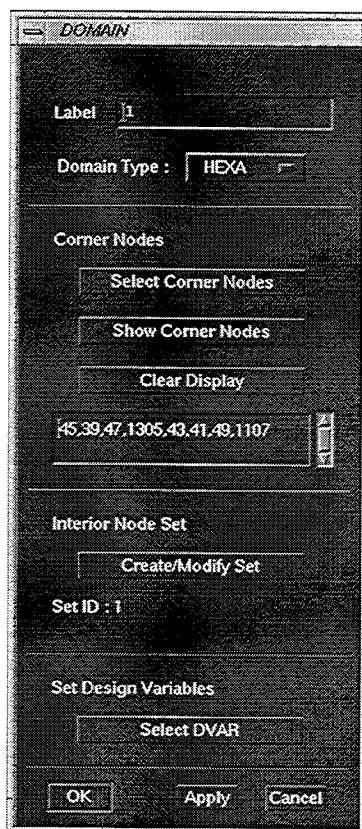 DOMAIN
Label 1
Domain Type : HEXA
Corner Nodes
Select Corner Nodes
Show Corner Nodes
Clear Display
45,39,47,1305,43,41,49,1107
Interior Node Set
Create/Modify Set
Set ID : 1
Set Design Variables
Select DVAR
OK Apply Cancel